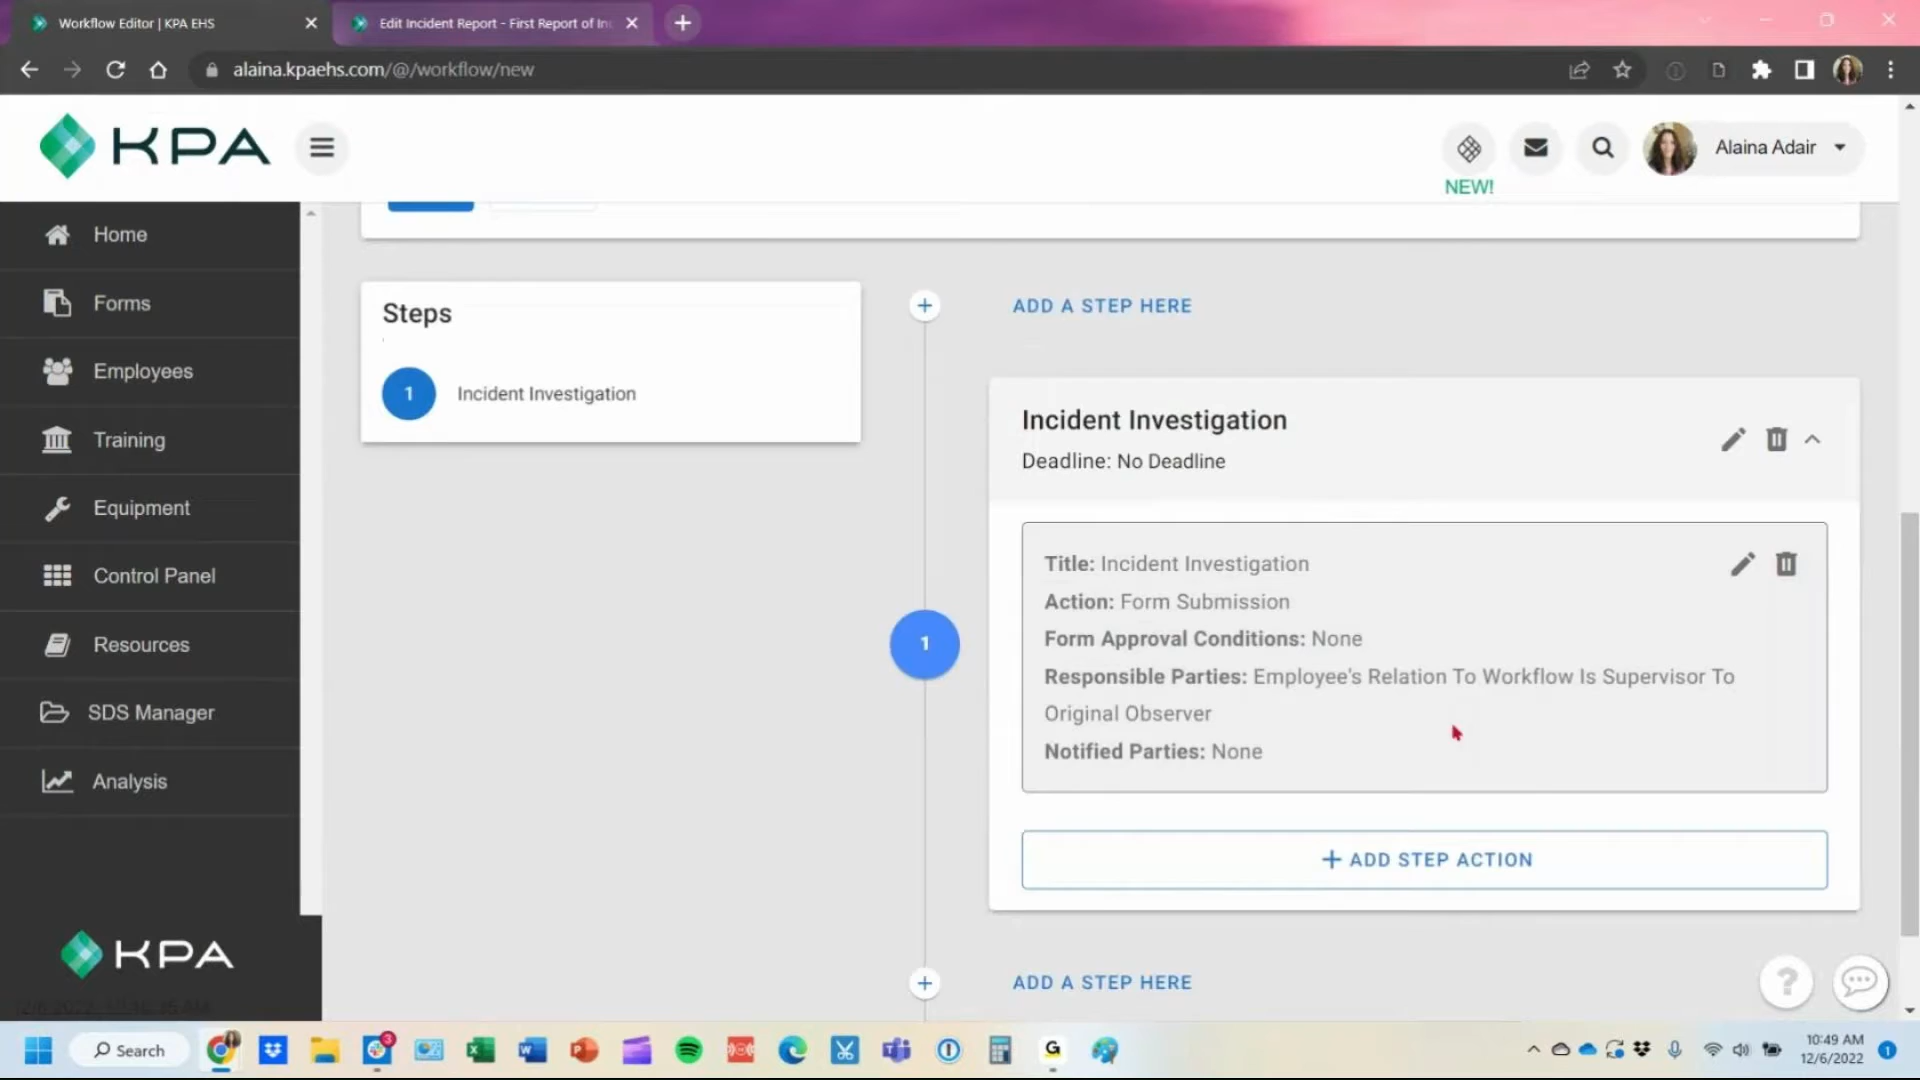 Workflow Editor | KPA EHS
Edit Incident Report - First Report of In
alaina.kpaehs.com/@/workflow/new
KPA
NEW!
Alaina Adair
Home
Forms
Employees
Training
Equipment
Control Panel
Resources
SDS Manager
Analysis
KPA
Steps
1 Incident Investigation
ADD A STEP HERE
Incident Investigation
Deadline: No Deadline
1
Title: Incident Investigation
Action: Form Submission
Form Approval Conditions: None
Responsible Parties: Employee's Relation To Workflow Is Supervisor To
Original Observer
Notified Parties: None
+ ADD STEP ACTION
ADD A STEP HERE
Search
3
10:49 AM
12/6/2022
1